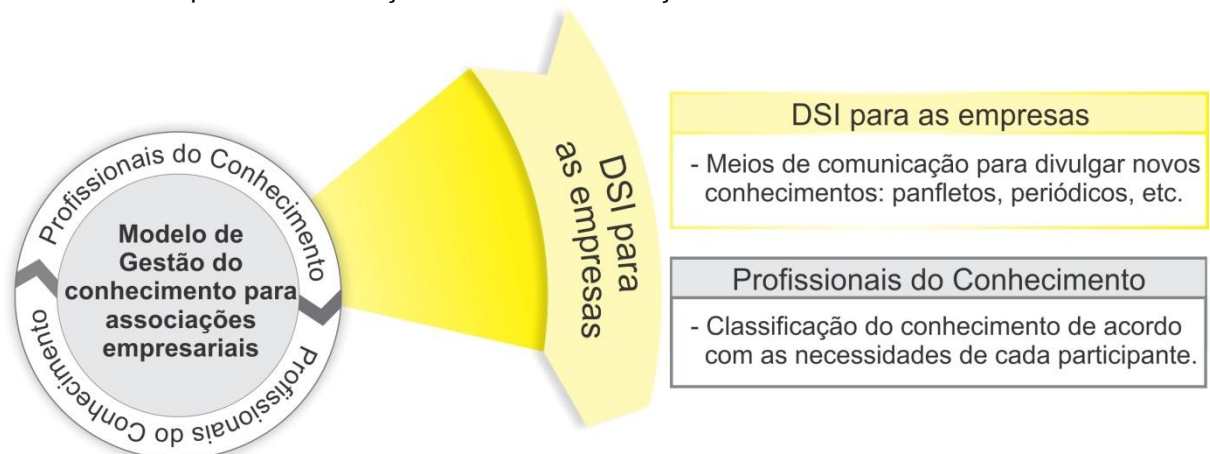 Profissionais do Conhecimento
Modelo de
Gestão do
conhecimento para
associações
empresariais
Profissionais do Conhecimento
DSI para
as empresas
DSI para as empresas
- Meios de comunicação para divulgar novos
conhecimentos: panfletos, periódicos, etc.
Profissionais do Conhecimento
- Classificação do conhecimento de acordo
com as necessidades de cada participante.